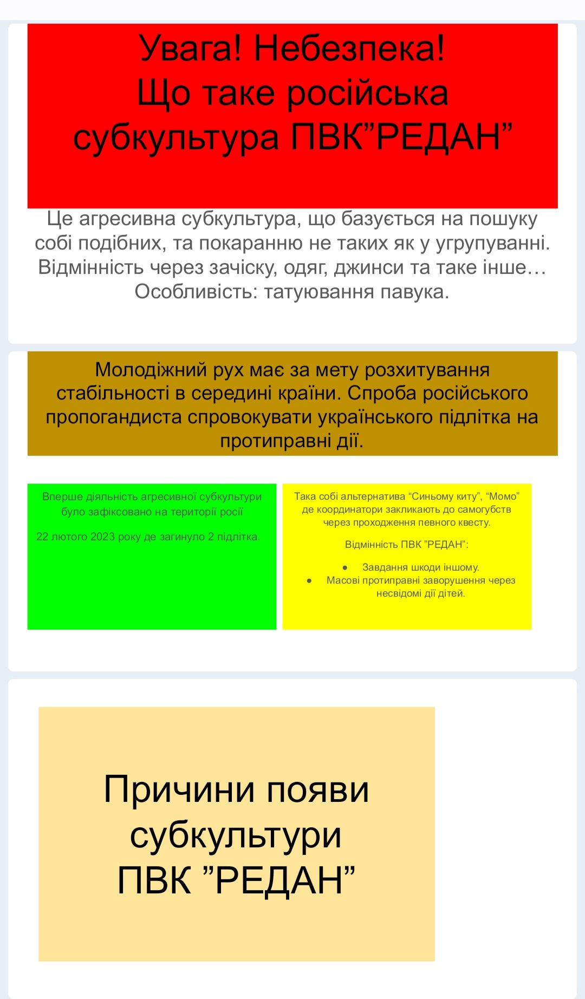 Увага! Небезпека!
Що таке російська
субкультура ПВК”РЕДАН”
Це агресивна субкультура, що базується на пошуку
собі подібних, та покаранню не таких як у угрупуванні.
Відмінність через зачіску, одяг, джинси та таке інше…
Особливість: татуювання павука.
Молодіжний рух має за мету розхитування
стабільності в середині країни. Спроба російського
пропогандиста спровокувати українського підлітка на
протиправні дії.
Вперше діяльність агресивної субкультури
було зафіксовано на території росії
22 лютого 2023 року де загинуло 2 підлітка.
Така собі альтернатива “Синьому киту”, “Момо”
де координатори закликають до самогубств
через проходження певного квесту.
Відмінність ПВК ”РЕДАН”:
● Завдання шкоди іншому.
● Масові протиправні заворушення через
несвідомі дії дітей.
Причини появи
субкультури
ПВК ”РЕДАН”